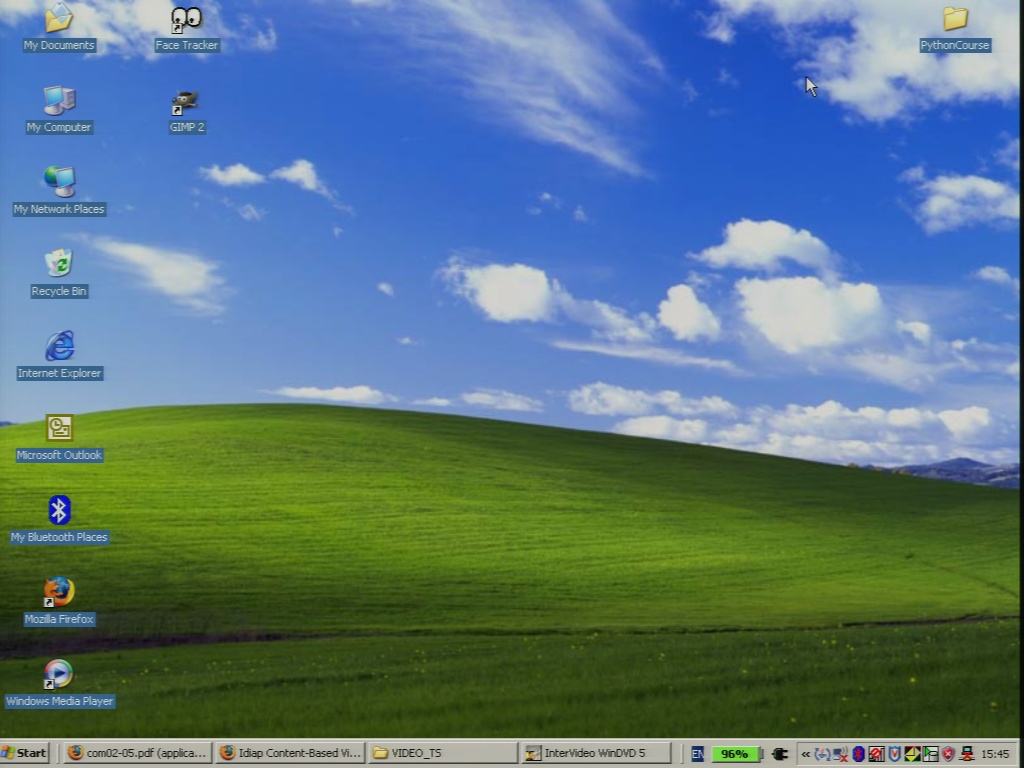 My Documents
Face Tracker
PythonCourse
My Computer
GIMP 2
My Network Places
Recycle Bin
Internet Explorer
Microsoft Outlook
My Bluetooth Places
Mozilla Firefox
Windows Media Player
Start
com02-05.pdf (applica...
Idiap Content-Based Vi...
VIDEO_TS
InterVideo WinDVD 5
EN
96%
15:45